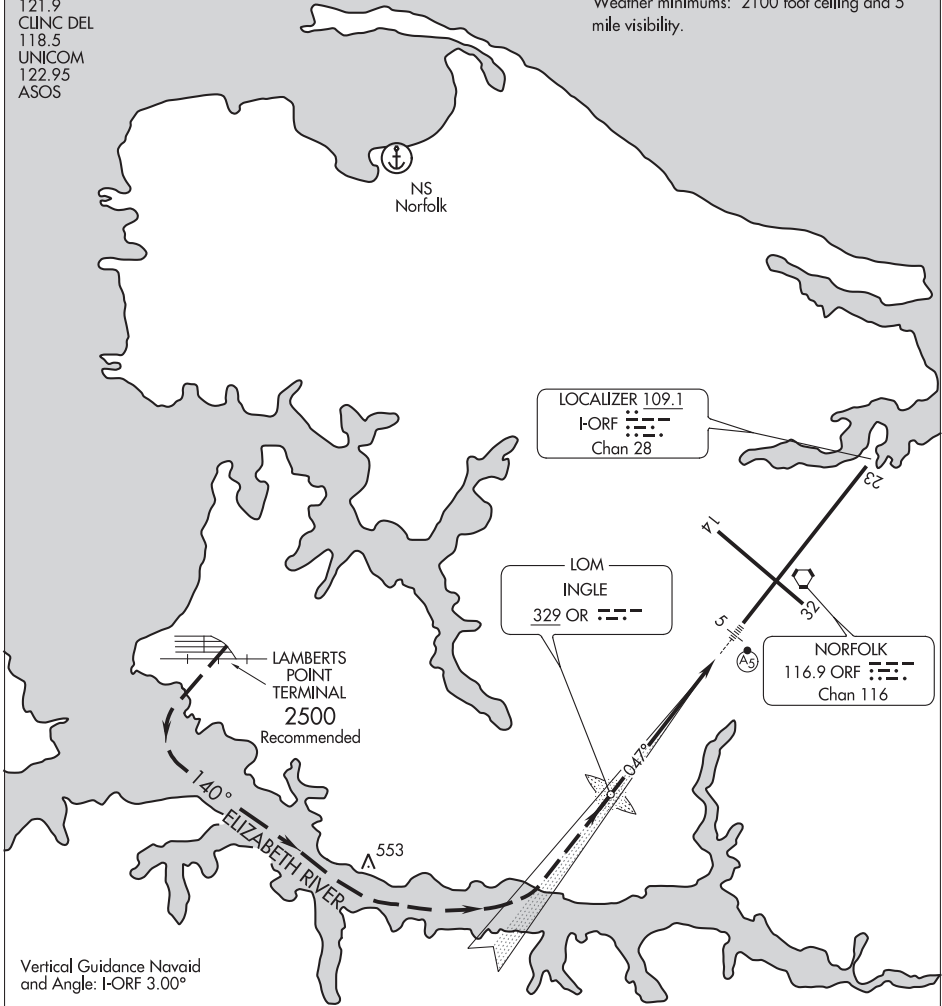 121.9
CLINC DEL
118.5
UNICOM
122.95
ASOS
Weather minimums: 2100 foot ceiling and 5
mile visibility.
NS
Norfolk
LOCALIZER 109.1
I-ORF
Chan 28
23
14
LOM
INGLE
329 OR
32
5
A5
NORFOLK
116.9 ORF
Chan 116
LAMBERTS
POINT
TERMINAL
2500
Recommended
047°
140°
ELIZABETH RIVER
553
Vertical Guidance Navaid
and Angle: I-ORF 3.00°